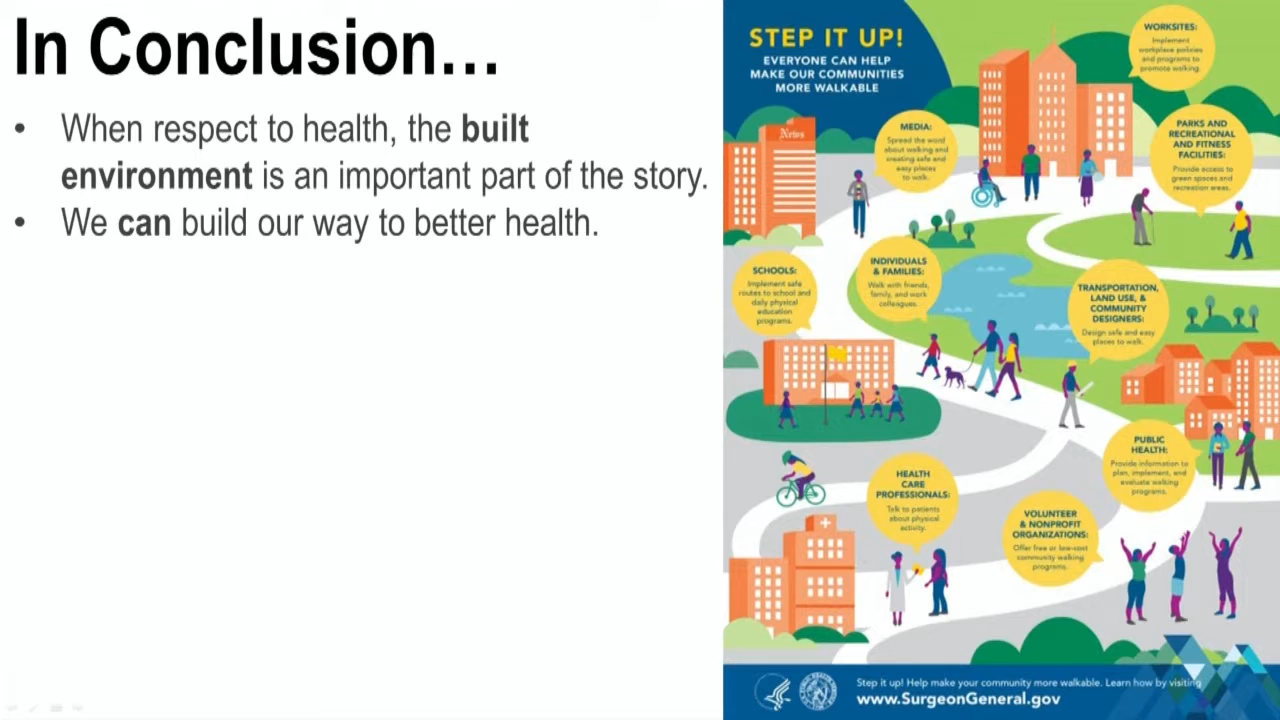 In Conclusion…
• When respect to health, the built
environment is an important part of the story.
• We can build our way to better health.
STEP IT UP!
EVERYONE CAN HELP
MAKE OUR COMMUNITIES
MORE WALKABLE
WORKSITES:
Implement
workplace policies
and programs to
promote walking.
News
MEDIA:
Spread the word
about walking and
creating safe and
easy places
to walk.
PARKS AND
RECREATIONAL
AND FITNESS
FACILITIES:
Provide access to
green spaces and
recreation areas.
SCHOOLS:
Implement safe
routes to school and
daily physical
education
programs.
INDIVIDUALS
& FAMILIES:
Walk with friends,
family, and work
colleagues.
TRANSPORTATION,
LAND USE, &
COMMUNITY
DESIGNERS:
Design safe and easy
places to walk.
PUBLIC
HEALTH:
Provide information to
plan, implement, and
evaluate walking
programs.
HEALTH
CARE
PROFESSIONALS:
Talk to patients
about physical
activity.
VOLUNTEER
& NONPROFIT
ORGANIZATIONS:
Offer free or low-cost
community walking
programs.
Step it up! Help make your community more walkable. Learn how by visiting
www.SurgeonGeneral.gov